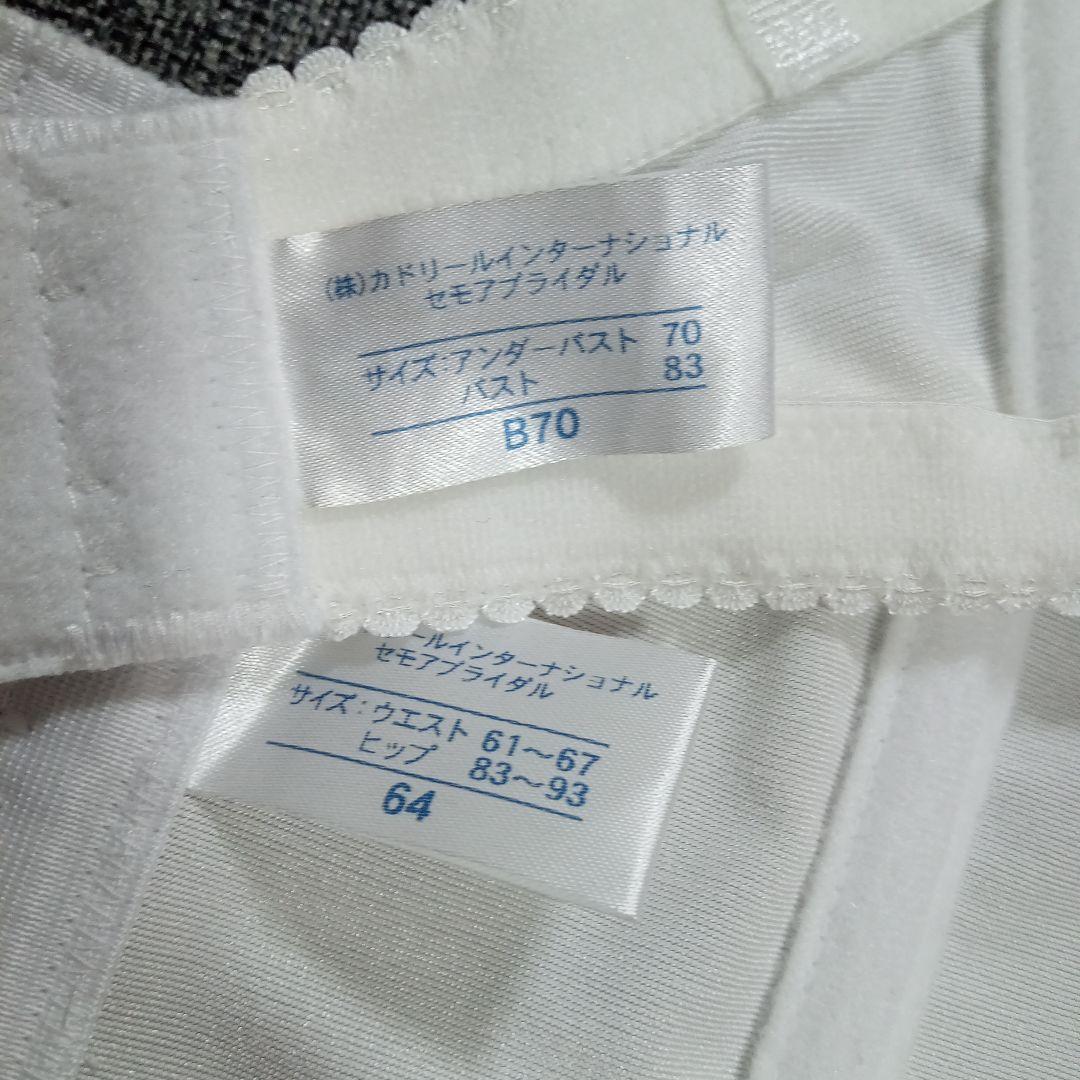 (株)カドリールインターナショナル
セモアブライダル
サイズ:アンダーバスト 70
バスト 83
B70
ールインターナショナル
セモアブライダル
サイズ:ウエスト 61〜67
ヒップ 83〜93
64